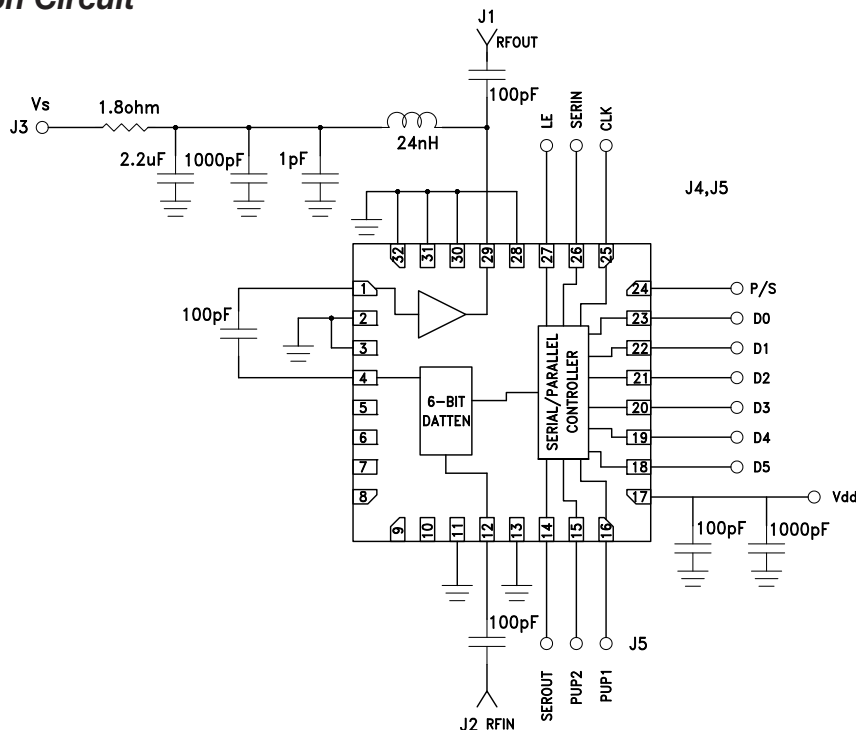 on Circuit
J1
RFOUT
100pF
Vs
J3
1.8ohm
24nH
2.2uF
1000pF
1pF
LE
SERIN
CLK
J4,J5
32
31
30
29
28
27
26
25
1
2
3
4
5
6
7
8
100pF
6-BIT
DATTEN
SERIAL/PARALLEL
CONTROLLER
24
P/S
23
D0
22
D1
21
D2
20
D3
19
D4
18
D5
17
Vdd
100pF
1000pF
9
10
11
12
13
14
15
16
100pF
SEROUT
PUP2
PUP1
J5
J2 RFIN